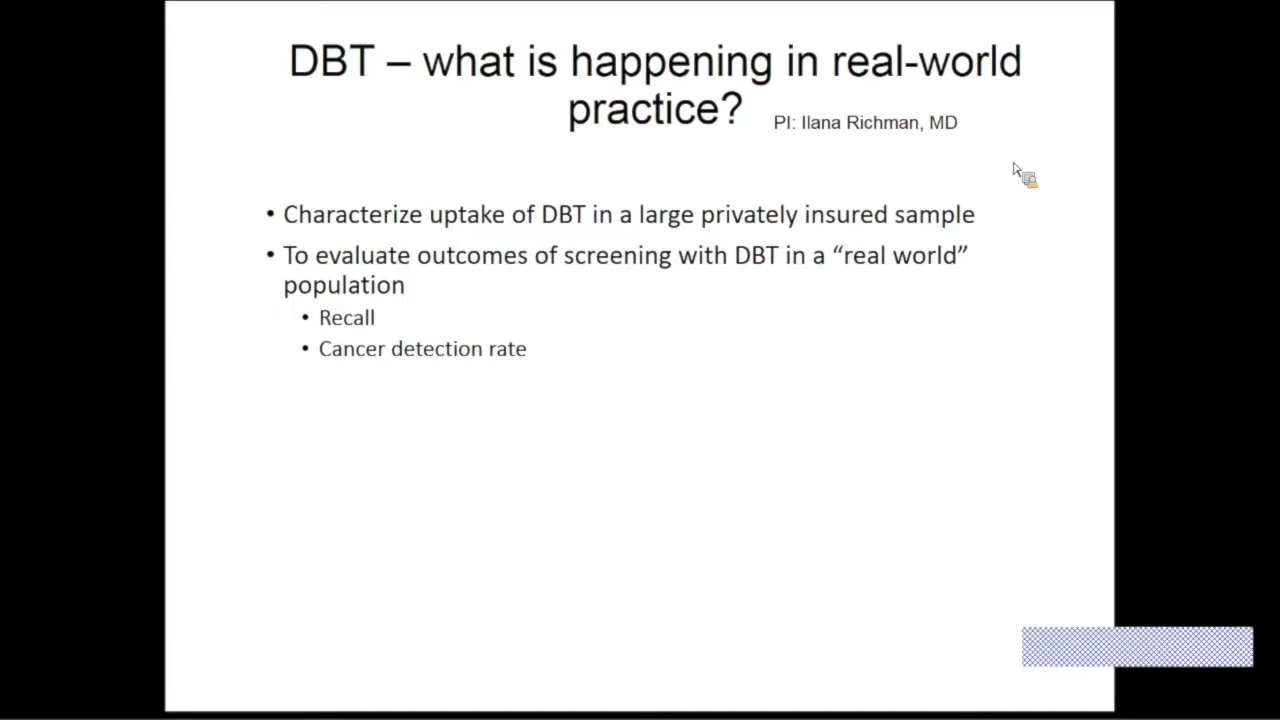 DBT – what is happening in real-world
practice?
PI: Ilana Richman, MD
• Characterize uptake of DBT in a large privately insured sample
• To evaluate outcomes of screening with DBT in a “real world”
population
• Recall
• Cancer detection rate